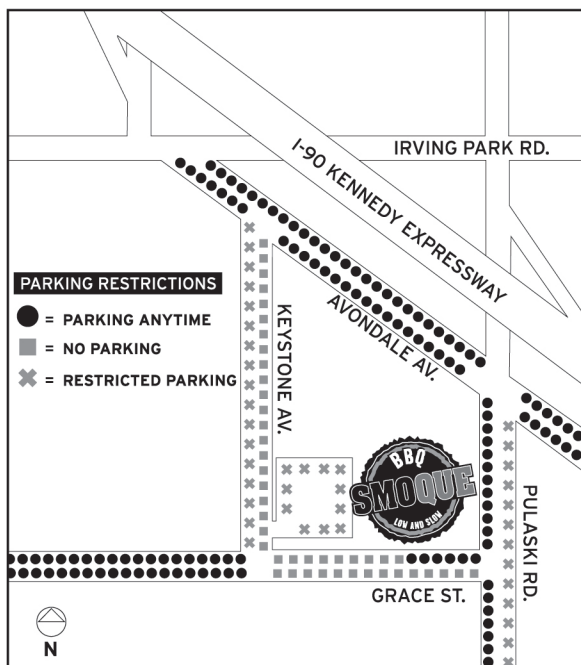 IRVING PARK RD.
I-90 KENNEDY EXPRESSWAY
PARKING RESTRICTIONS
= PARKING ANYTIME
= NO PARKING
= RESTRICTED PARKING
KEYSTONE AV.
AVONDALE AV.
BBQ
SMOQUE
LOW AND SLOW
PULASKI RD.
GRACE ST.
N